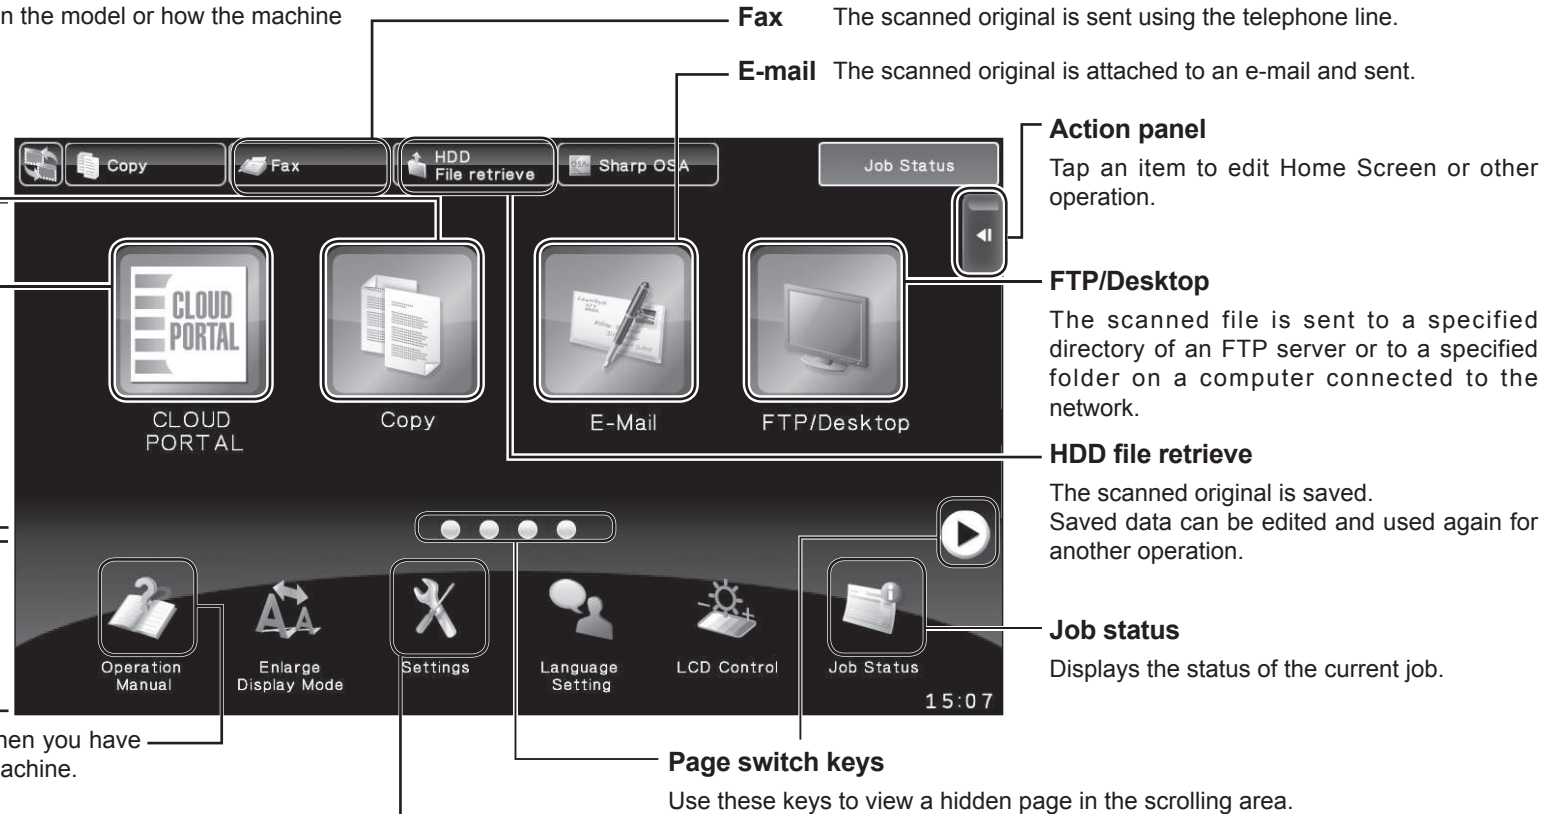 n the model or how the machine
Fax The scanned original is sent using the telephone line.
E-mail The scanned original is attached to an e-mail and sent.
Action panel
Tap an item to edit Home Screen or other
operation.
FTP/Desktop
The scanned file is sent to a specified
directory of an FTP server or to a specified
folder on a computer connected to the
network.
HDD file retrieve
The scanned original is saved.
Saved data can be edited and used again for
another operation.
Job status
Displays the status of the current job.
Copy
Fax
HDD
File retrieve
OSA
Sharp OSA
Job Status
CLOUD
PORTAL
CLOUD
PORTAL
Copy
E-Mail
FTP/Desktop
Operation
Manual
Enlarge
Display Mode
Settings
Language
Setting
LCD Control
Job Status
15:07
hen you have
achine.
Page switch keys
Use these keys to view a hidden page in the scrolling area.